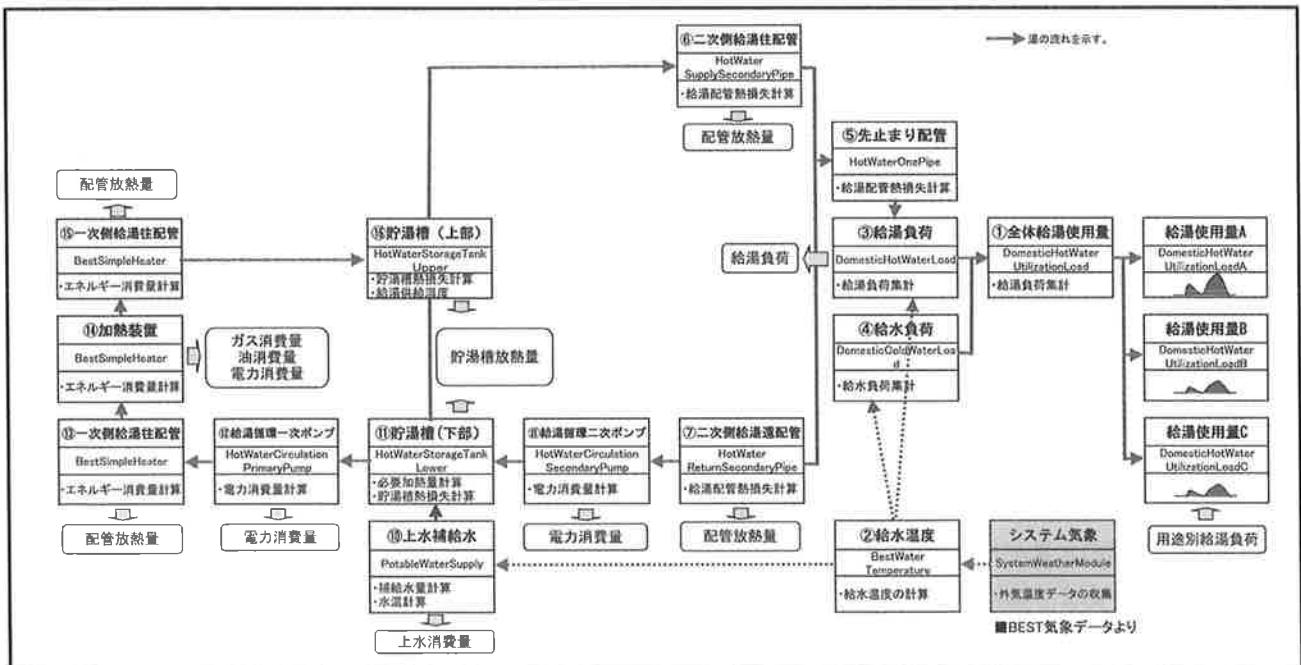 ⑥二次側給湯往配管
HotWater
SupplySecondaryPipe
・給湯配管熱損失計算
配管放熱量
湯の流れを示す。
⑤先止まり配管
HotWaterOnePipe
・給湯配管熱損失計算
配管放熱量
⑮一次側給湯往配管
BestSimpleHeater
・エネルギー消費量計算
⑯貯湯槽(上部)
HotWaterStorageTank
Upper
・貯湯槽熱損失計算
・給湯供給温度
給湯負荷
③給湯負荷
DomesticHotWaterLoad
・給湯負荷集計
①全体給湯使用量
DomesticHotWater
UtilizationLoad
・給湯負荷集計
給湯使用量A
DomesticHotWater
UtilizationLoadA
⑭加熱装置
BestSimpleHeater
・エネルギー消費量計算
ガス消費量
油消費量
電力消費量
貯湯槽放熱量
④給水負荷
DomesticColdWaterLoa
d
・給水負荷集計
給湯使用量B
DomesticHotWater
UtilizationLoadB
⑬一次側給湯往配管
BestSimpleHeater
・エネルギー消費量計算
配管放熱量
⑫給湯循環一次ポンプ
HotWaterCirculation
PrimaryPump
・電力消費量計算
電力消費量
⑪貯湯槽(下部)
HotWaterStorageTank
Lower
・必要加熱量計算
・貯湯槽熱損失計算
給湯循環二次ポンプ
HotWaterCirculation
SecondaryPump
・電力消費量計算
電力消費量
⑦二次側給湯還配管
HotWater
ReturnSecondaryPipe
・給湯配管熱損失計算
配管放熱量
給湯使用量C
DomesticHotWater
UtilizationLoadC
用途別給湯負荷
⑩上水補給水
PotableWaterSupply
・補給水量計算
・水温計算
上水消費量
②給水温度
BestWater
Temperature
・給水温度の計算
システム気象
SystemWeatherModule
・外気温度データの収集
■BEST気象データより